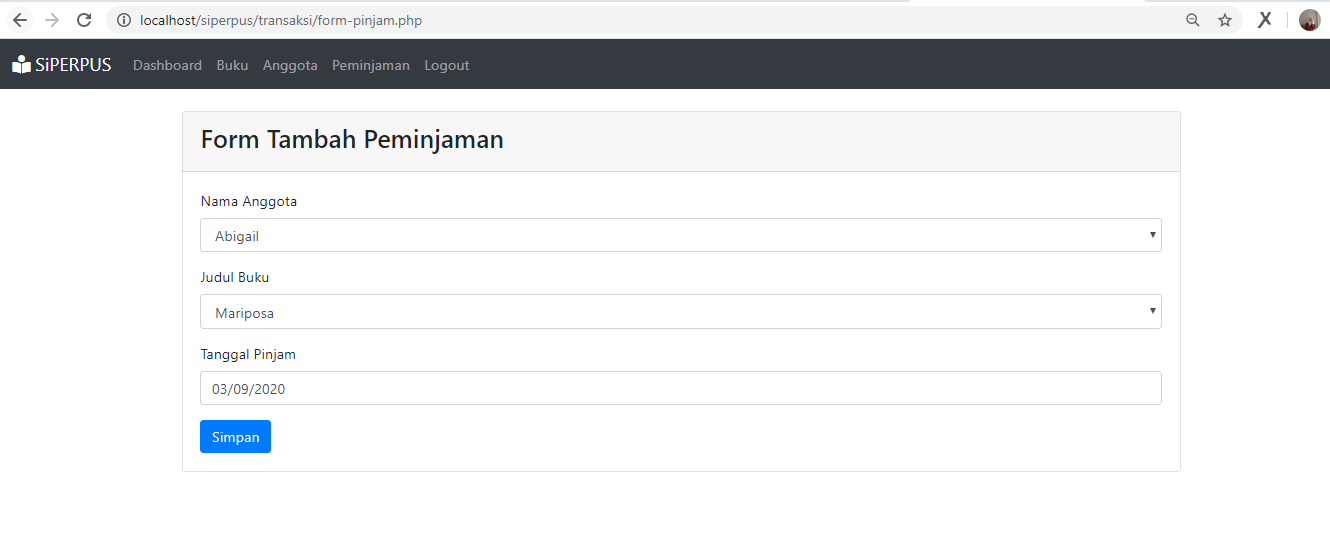 localhost/siperpus/transaksi/form-pinjam.php
SiPERPUS Dashboard Buku Anggota Peminjaman Logout
Form Tambah Peminjaman
Nama Anggota
Abigail
Judul Buku
Mariposa
Tanggal Pinjam
03/09/2020
Simpan